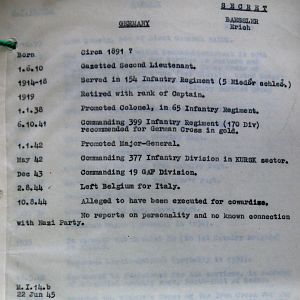 S E C R E T
GERMANY
BAESSLER
Erich
Born Circa 1891 ?
1.6.10 Gazetted Second Lieutenant.
1914-18 Served in 154 Infantry Regiment (5 Nieder schles.)
1919 Retired with rank of Captain.
1.1.38 Promoted Colonel, in 65 Infantry Regiment.
6.10.41 Commanding 399 Infantry Regiment (170 Div)
recommended for German Cross in gold.
1.1.42 Promoted Major-General.
May 42 Commanding 377 Infantry Division in KURSK sector.
Dec 43 Commanding 19 GAF Division.
2.8.44 Left Belgium for Italy.
10.8.44 Alleged to have been executed for cowardice.
No reports on personality and no known connection
with Nazi Party.
M.I.14.b
22 Jun 45